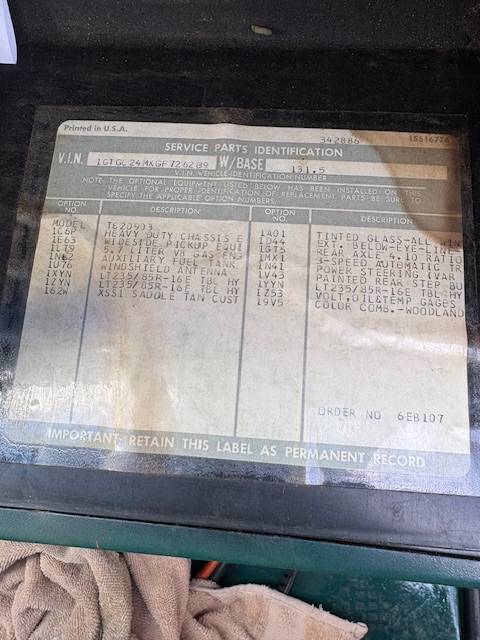 Printed in U.S.A.
342886 15516776
SERVICE PARTS IDENTIFICATION
V.I.N. 1GTGC24MXGF726289 W/BASE 131.5
V.I.N. VEHICLE IDENTIFICATION NUMBER
NOTE: THE OPTIONAL EQUIPMENT LISTED BELOW HAS BEEN INSTALLED ON THIS
VEHICLE. FOR PROPER IDENTIFICATION OF REPLACEMENT PARTS BE SURE TO
SPECIFY THE APPLICABLE OPTION NUMBERS.
OPTION NO. DESCRIPTION OPTION NO. DESCRIPTION
MODEL TC20903
HEAVY DUTY CHASSIS E 1A01 TINTED GLASS-ALL WIN
1E63 WIDESIDE PICKUP EQUI 1D44 EXT. BELOW EYE-LINE
5.7 LITER V8 GAS ENG 1GT5 REAR AXLE 4.10 RATIO
AUXILIARY FUEL TANK 1MX1 3-SPEED AUTOMATIC TR
1U76 WINDSHIELD ANTENNA 1N41 POWER STEERING
1XYN LT235/85R-16E TBL HY 1V43 PAINTED REAR STEP BU
1ZYN LT235/85R-16E TBL HY 1YYN LT235/85R-16E TBL HY
162W SADDLE TAN CUST 1Z53 VOLT,OIL&TEMP GAGES
19V5 COLOR COMB.-WOODLAND
ORDER NO 6EB107
IMPORTANT: RETAIN THIS LABEL AS PERMANENT RECORD